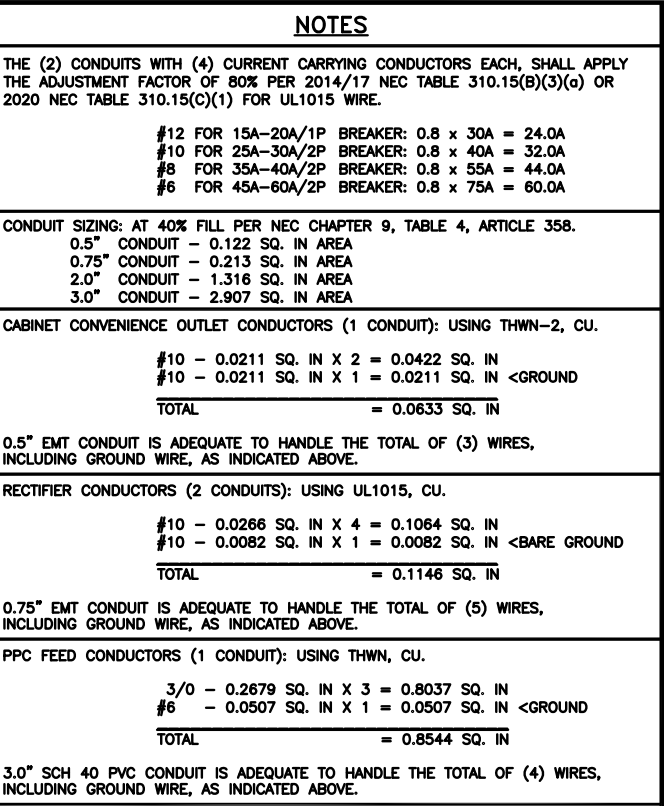 NOTES
THE (2) CONDUITS WITH (4) CURRENT CARRYING CONDUCTORS EACH, SHALL APPLY
THE ADJUSTMENT FACTOR OF 80% PER 2014/17 NEC TABLE 310.15(B)(3)(a) OR
2020 NEC TABLE 310.15(C)(1) FOR UL1015 WIRE.
#12 FOR 15A-20A/1P BREAKER: 0.8 x 30A = 24.0A
#10 FOR 25A-30A/2P BREAKER: 0.8 x 40A = 32.0A
#8 FOR 35A-40A/2P BREAKER: 0.8 x 55A = 44.0A
#6 FOR 45A-60A/2P BREAKER: 0.8 x 75A = 60.0A
CONDUIT SIZING: AT 40% FILL PER NEC CHAPTER 9, TABLE 4, ARTICLE 358.
0.5" CONDUIT - 0.122 SQ. IN AREA
0.75" CONDUIT - 0.213 SQ. IN AREA
2.0" CONDUIT - 1.316 SQ. IN AREA
3.0" CONDUIT - 2.907 SQ. IN AREA
CABINET CONVENIENCE OUTLET CONDUCTORS (1 CONDUIT): USING THWN-2, CU.
#10 - 0.0211 SQ. IN X 2 = 0.0422 SQ. IN
#10 - 0.0211 SQ. IN X 1 = 0.0211 SQ. IN <GROUND
TOTAL = 0.0633 SQ. IN
0.5" EMT CONDUIT IS ADEQUATE TO HANDLE THE TOTAL OF (3) WIRES,
INCLUDING GROUND WIRE, AS INDICATED ABOVE.
RECTIFIER CONDUCTORS (2 CONDUITS): USING UL1015, CU.
#10 - 0.0266 SQ. IN X 4 = 0.1064 SQ. IN
#10 - 0.0082 SQ. IN X 1 = 0.0082 SQ. IN <BARE GROUND
TOTAL = 0.1146 SQ. IN
0.75" EMT CONDUIT IS ADEQUATE TO HANDLE THE TOTAL OF (5) WIRES,
INCLUDING GROUND WIRE, AS INDICATED ABOVE.
PPC FEED CONDUCTORS (1 CONDUIT): USING THWN, CU.
3/0 - 0.2679 SQ. IN X 3 = 0.8037 SQ. IN
#6 - 0.0507 SQ. IN X 1 = 0.0507 SQ. IN <GROUND
TOTAL = 0.8544 SQ. IN
3.0" SCH 40 PVC CONDUIT IS ADEQUATE TO HANDLE THE TOTAL OF (4) WIRES,
INCLUDING GROUND WIRE, AS INDICATED ABOVE.